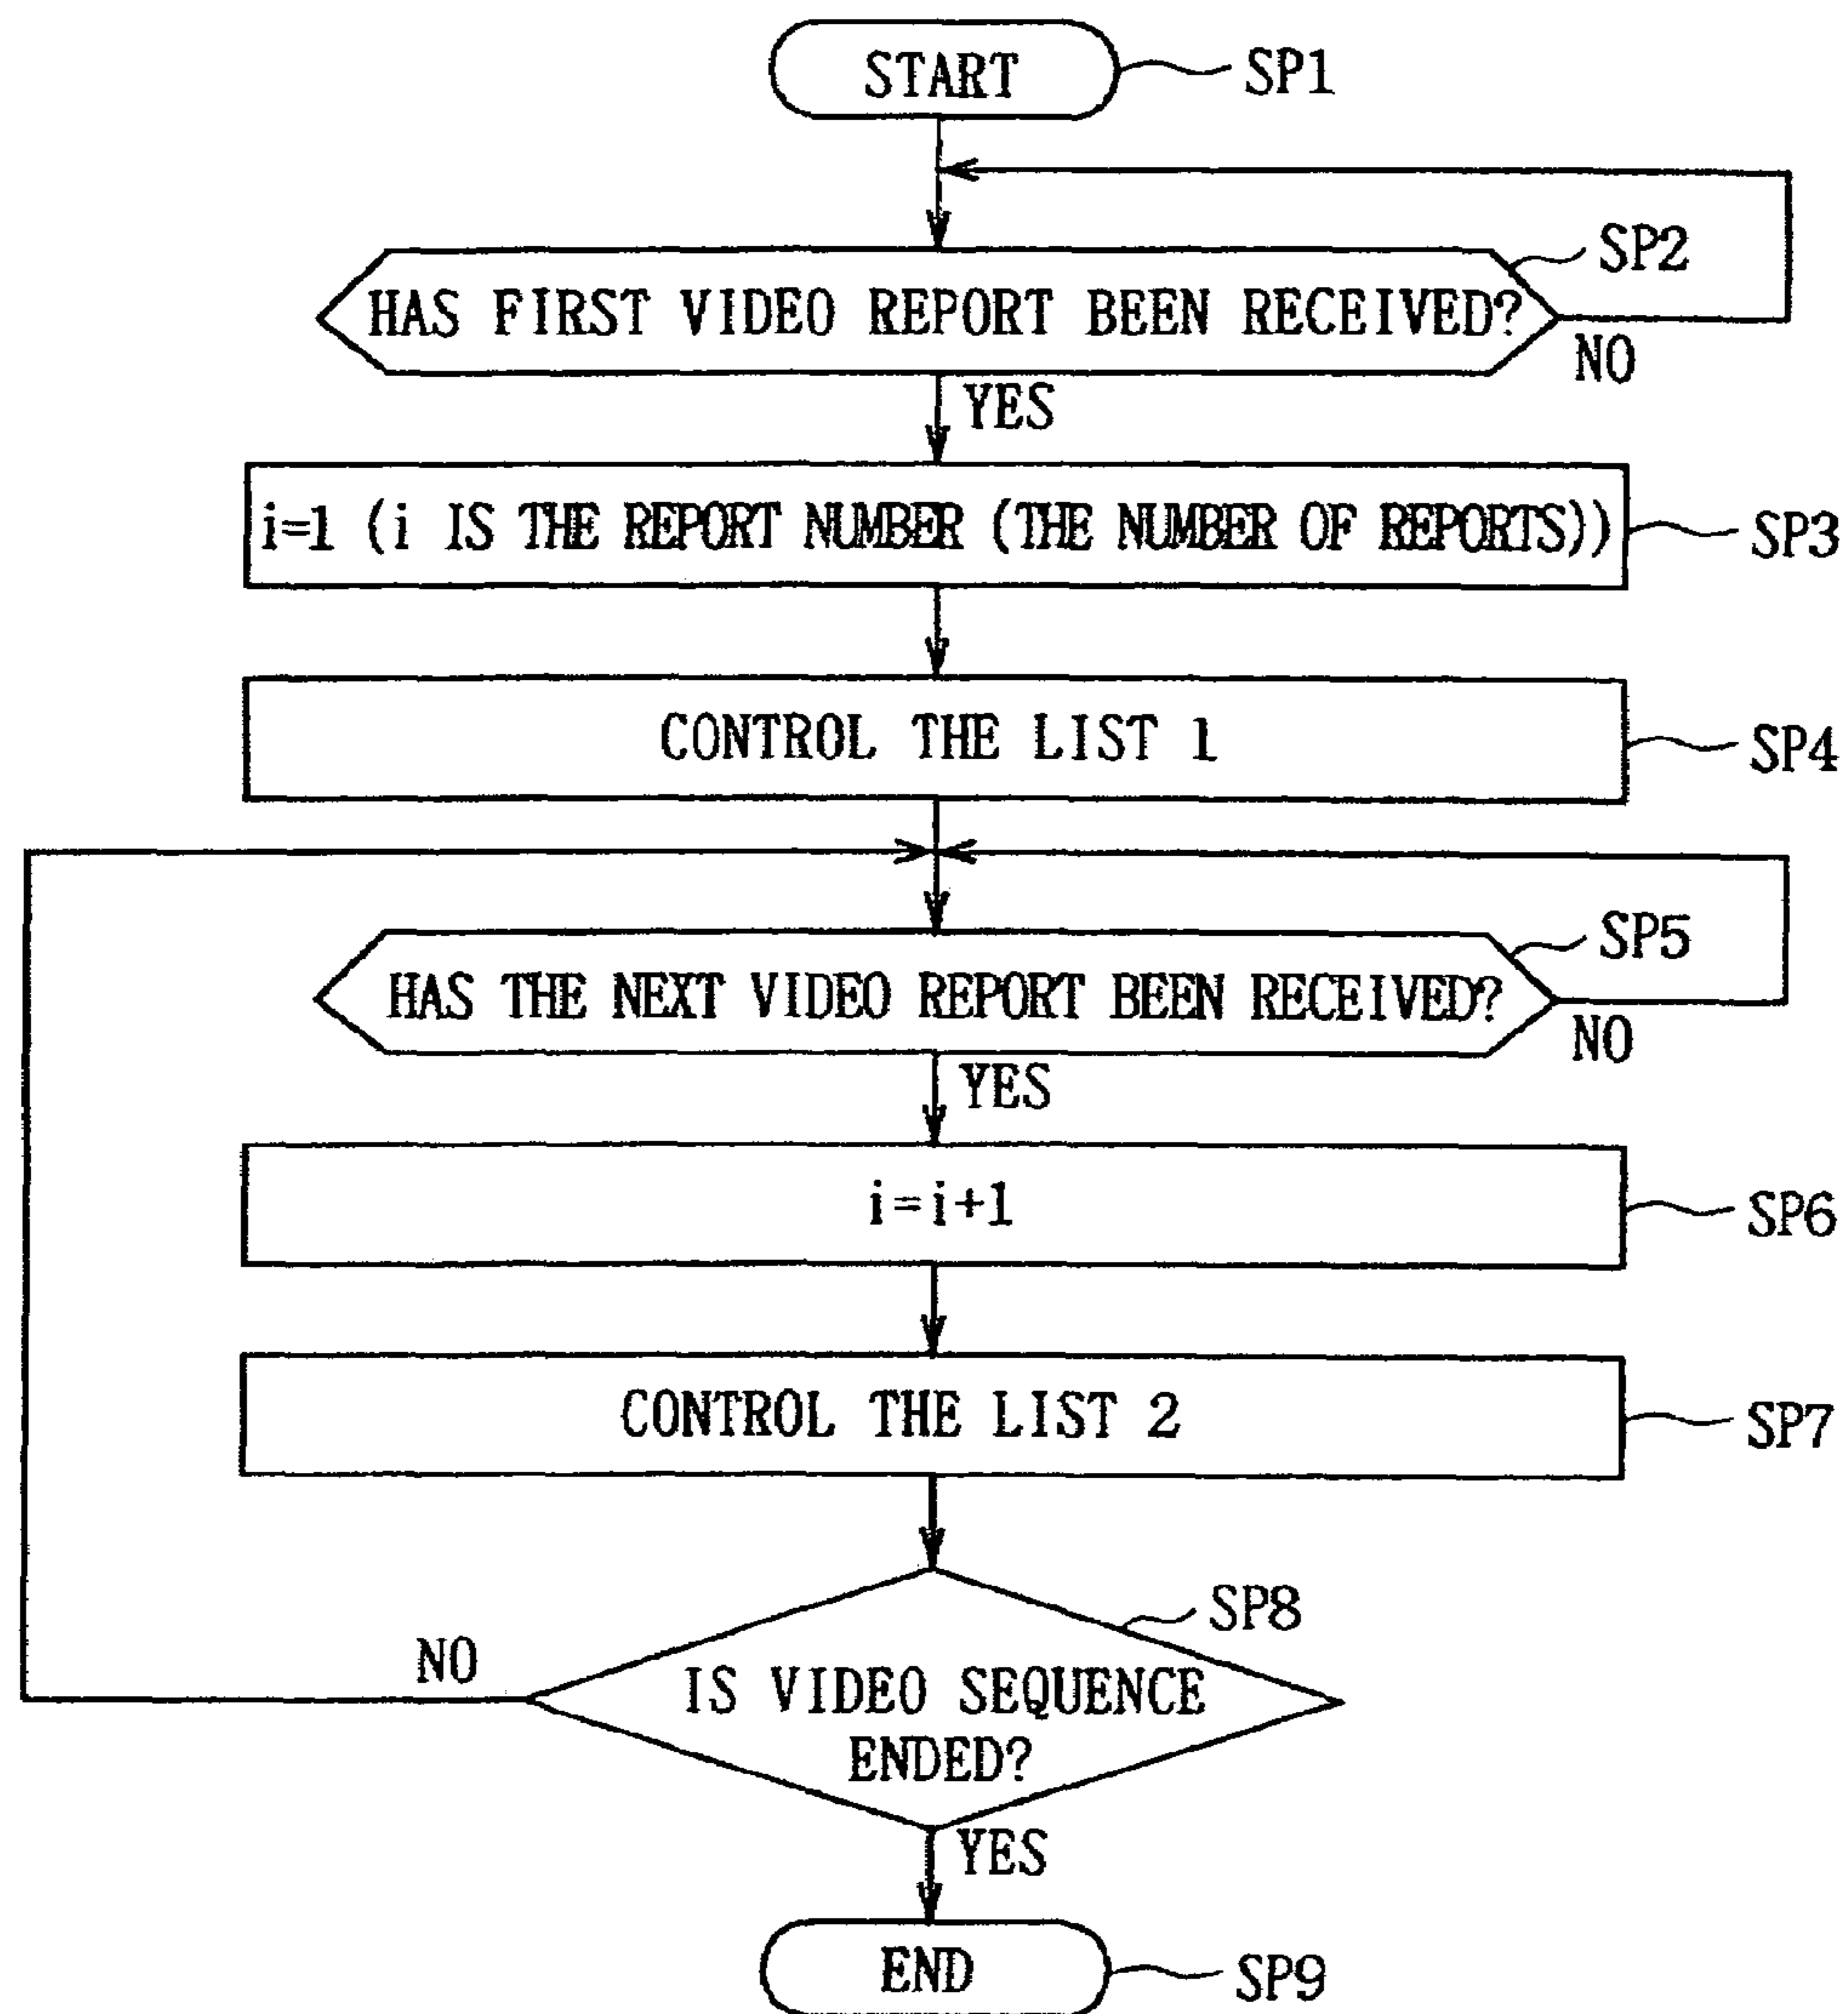 START
SP1
SP2
HAS FIRST VIDEO REPORT BEEN RECEIVED?
NO
YES
i=1 (i IS THE REPORT NUMBER (THE NUMBER OF REPORTS))
SP3
CONTROL THE LIST 1
SP4
SP5
HAS THE NEXT VIDEO REPORT BEEN RECEIVED?
NO
YES
i=i+1
SP6
CONTROL THE LIST 2
SP7
SP8
NO
IS VIDEO SEQUENCE
ENDED?
YES
END
SP9